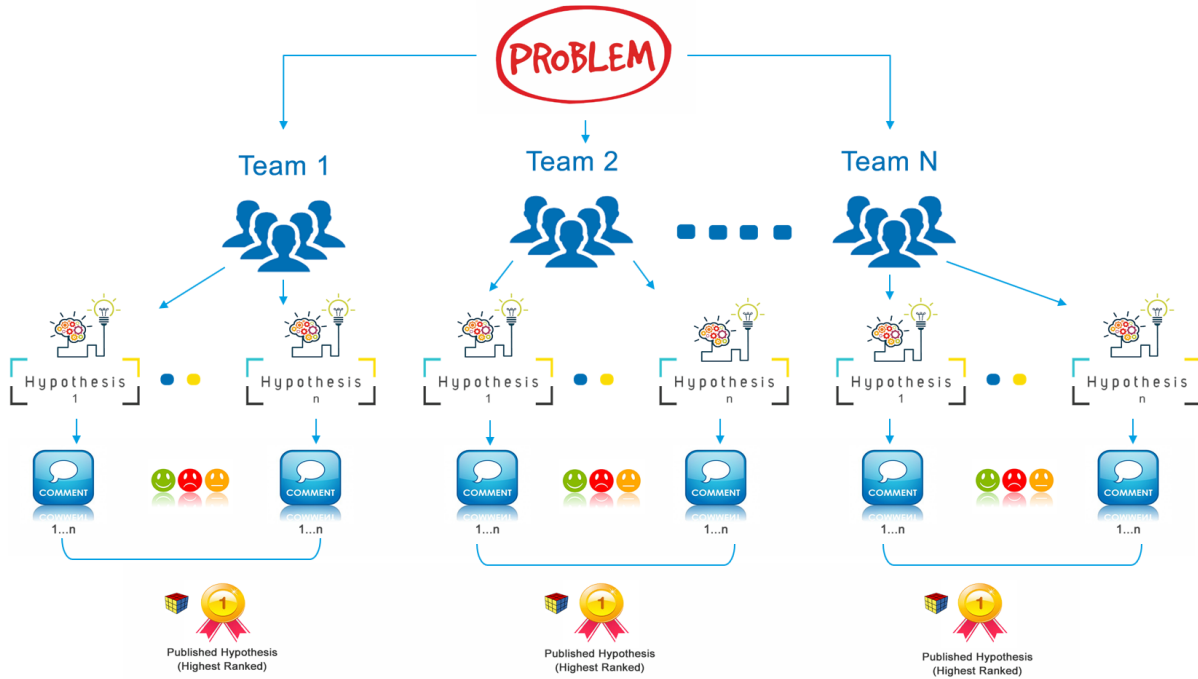 PROBLEM
Team 1
Team 2
Team N
Hypothesis
1
Hypothesis
n
Hypothesis
1
Hypothesis
n
Hypothesis
1
Hypothesis
n
COMMENT
COMMENT
COMMENT
COMMENT
COMMENT
COMMENT
1...n
1...n
1...n
1...n
1...n
1...n
1
Published Hypothesis
(Highest Ranked)
1
Published Hypothesis
(Highest Ranked)
1
Published Hypothesis
(Highest Ranked)